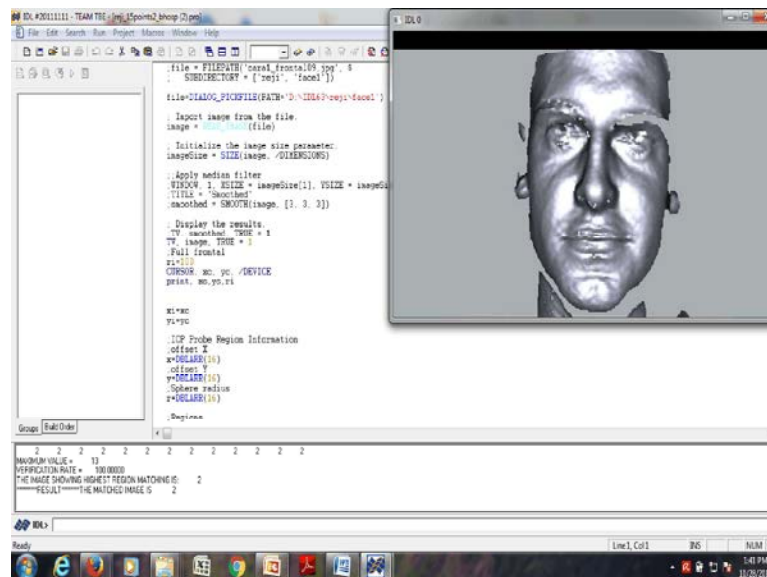 IDL #20111111 - TEAM TBE - [reji_15points2_bhosp (2).pro]
File Edit Search Run Project Macros Window Help
IDL 0
;file = FILEPATH('cara1_frontal09.jpg', $
; SUBDIRECTORY = ['reji', 'face1'])
file=DIALOG_PICKFILE(PATH='D:\IDL63\reji\face1')
; Import image from the file.
image = READ_IMAGE(file)
; Initialize the image size parameter.
imageSize = SIZE(image, /DIMENSIONS)
;;Apply median filter
;WINDOW, 1, XSIZE = imageSize[1], YSIZE = imageSi
;TITLE = 'Smoothed'
;smoothed = SMOOTH(image, [3, 3, 3])
; Display the results.
;TV, smoothed, TRUE = 1
TV, image, TRUE = 1
;Full frontal
CURSOR, xc, yc, /DEVICE
print, xc,yc,ri
xi=xc
yi=yc
;ICP Probe Region Information
;offset X
x=DBLARR(16)
;offset Y
y=DBLARR(16)
;Sphere radius
r=DBLARR(16)
;Regions
Groups Build Order
2 2 2 2 2 2 2 2 2 2 2 2 2
MAXIMUM VALUE = 13
VERIFICATION RATE = 100.00000
THE IMAGE SHOWING HIGHEST REGION MATCHING IS: 2
THE MATCHED IMAGE IS 2
IDL>
Ready
Line 1, Col 1 INS NUM
1:41 PM